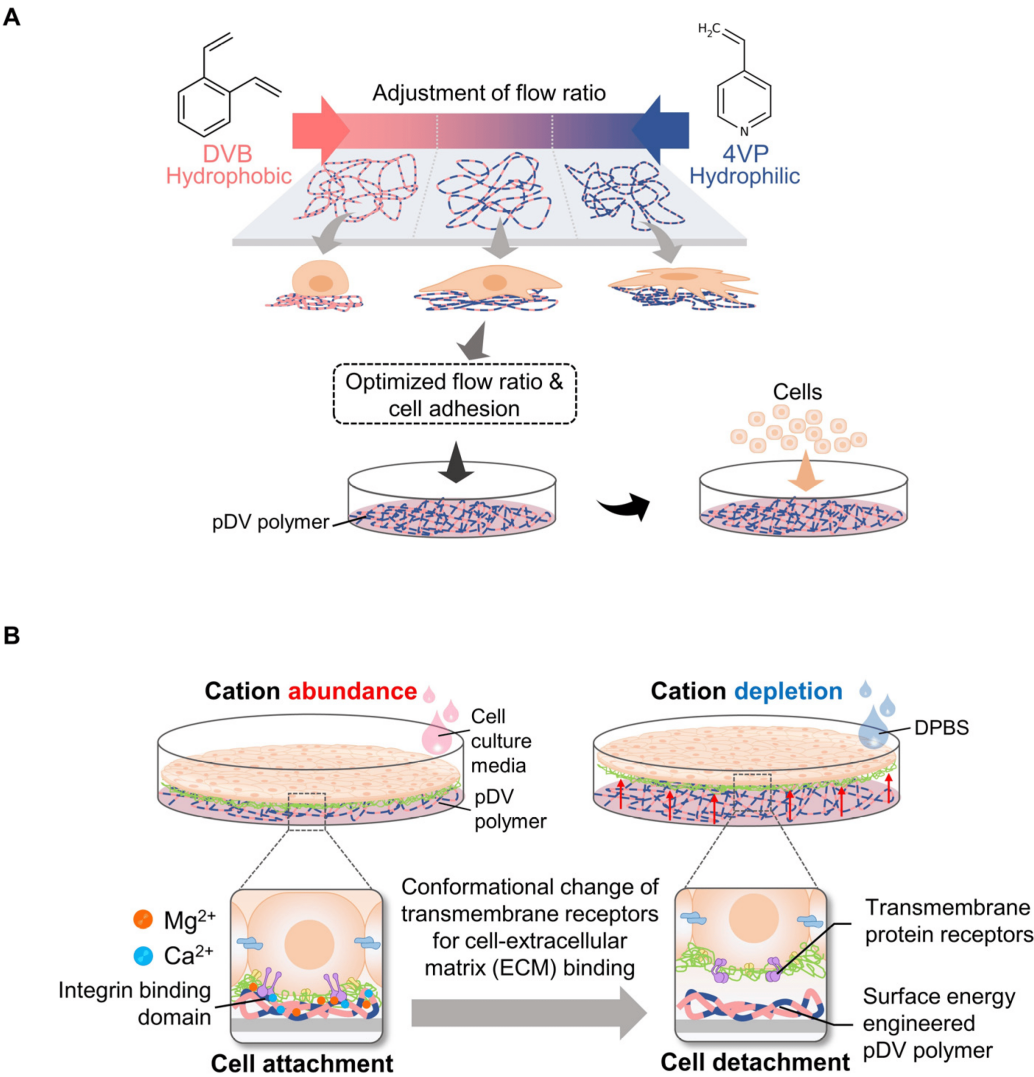 A
H₂C
N
Adjustment of flow ratio
DVB
Hydrophobic
4VP
Hydrophilic
Optimized flow ratio &
cell adhesion
Cells
pDV polymer
B
Cation abundance
Cell
culture
media
pDV
polymer
Cation depletion
DPBS
Mg²⁺
Ca²⁺
Integrin binding
domain
Cell attachment
Conformational change of
transmembrane receptors
for cell-extracellular
matrix (ECM) binding
Transmembrane
protein receptors
Surface energy
engineered
pDV polymer
Cell detachment